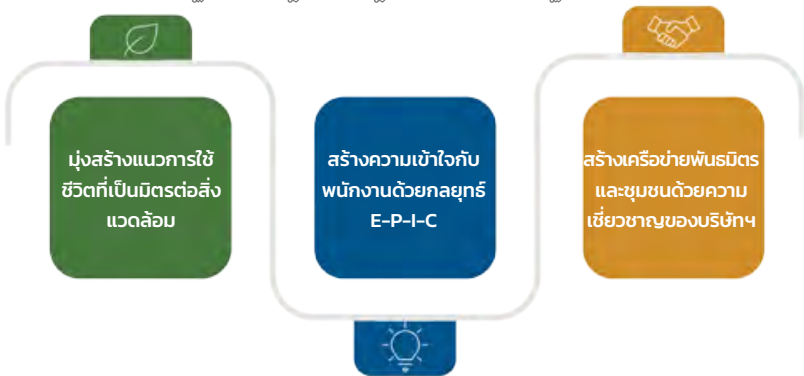 มุ่งสร้างแนวการใช้
ชีวิตที่เป็นมิตรต่อสิ่ง
แวดล้อม
สร้างความเข้าใจกับ
พนักงานด้วยกลยุทธ์
E-P-I-C
สร้างเครือข่ายพันธมิตร
และชุมชนด้วยความ
เชี่ยวชาญของบริษัทฯ